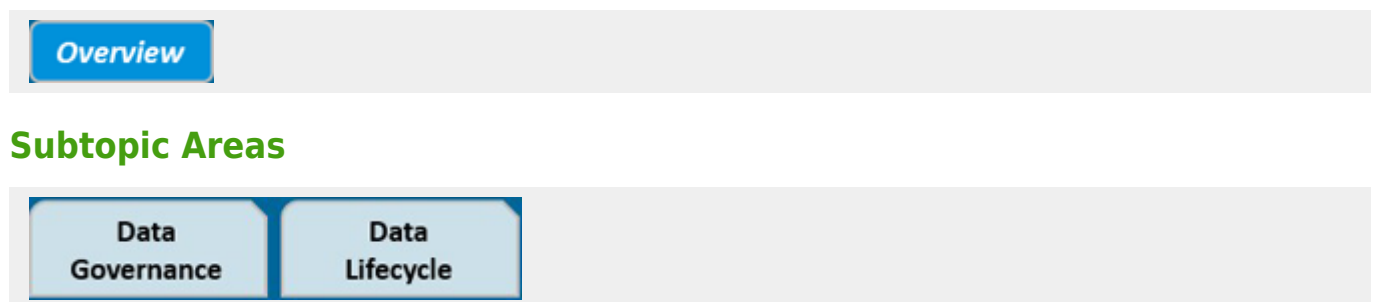 Overview
Subtopic Areas
Data
Governance
Data
Lifecycle